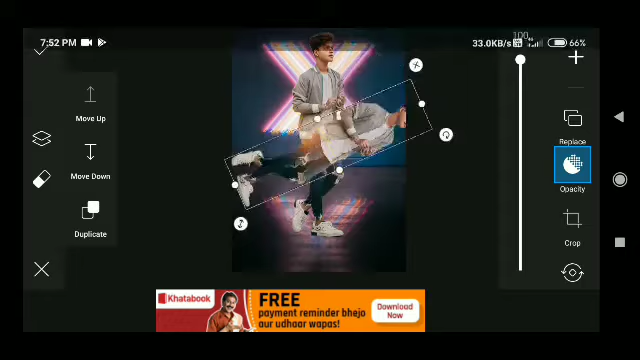 7:52 PM
33.0KB/s
100
66%
Move Up
Move Down
Duplicate
Replace
Opacity
Crop
Khatabook
FREE
payment reminder bhejo
aur udhaar wapas!
Download
Now